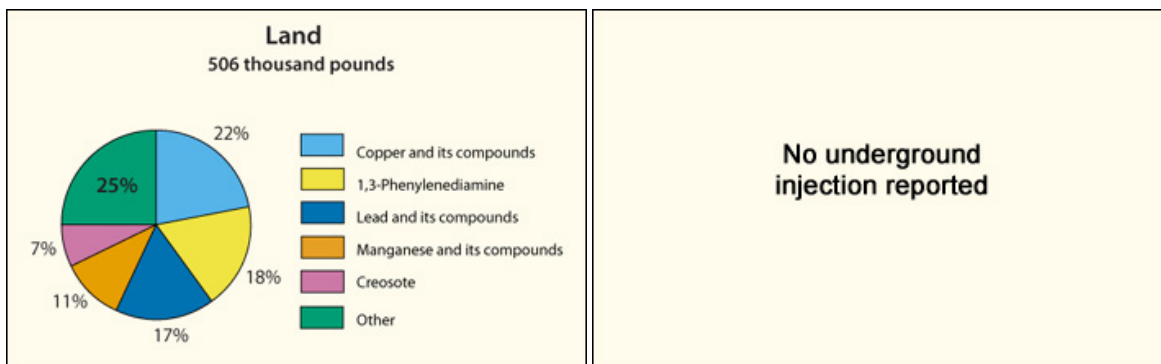 Land
506 thousand pounds
22%
25%
7%
11%
17%
18%
Copper and its compounds
1,3-Phenylenediamine
Lead and its compounds
Manganese and its compounds
Creosote
Other
No underground
injection reported